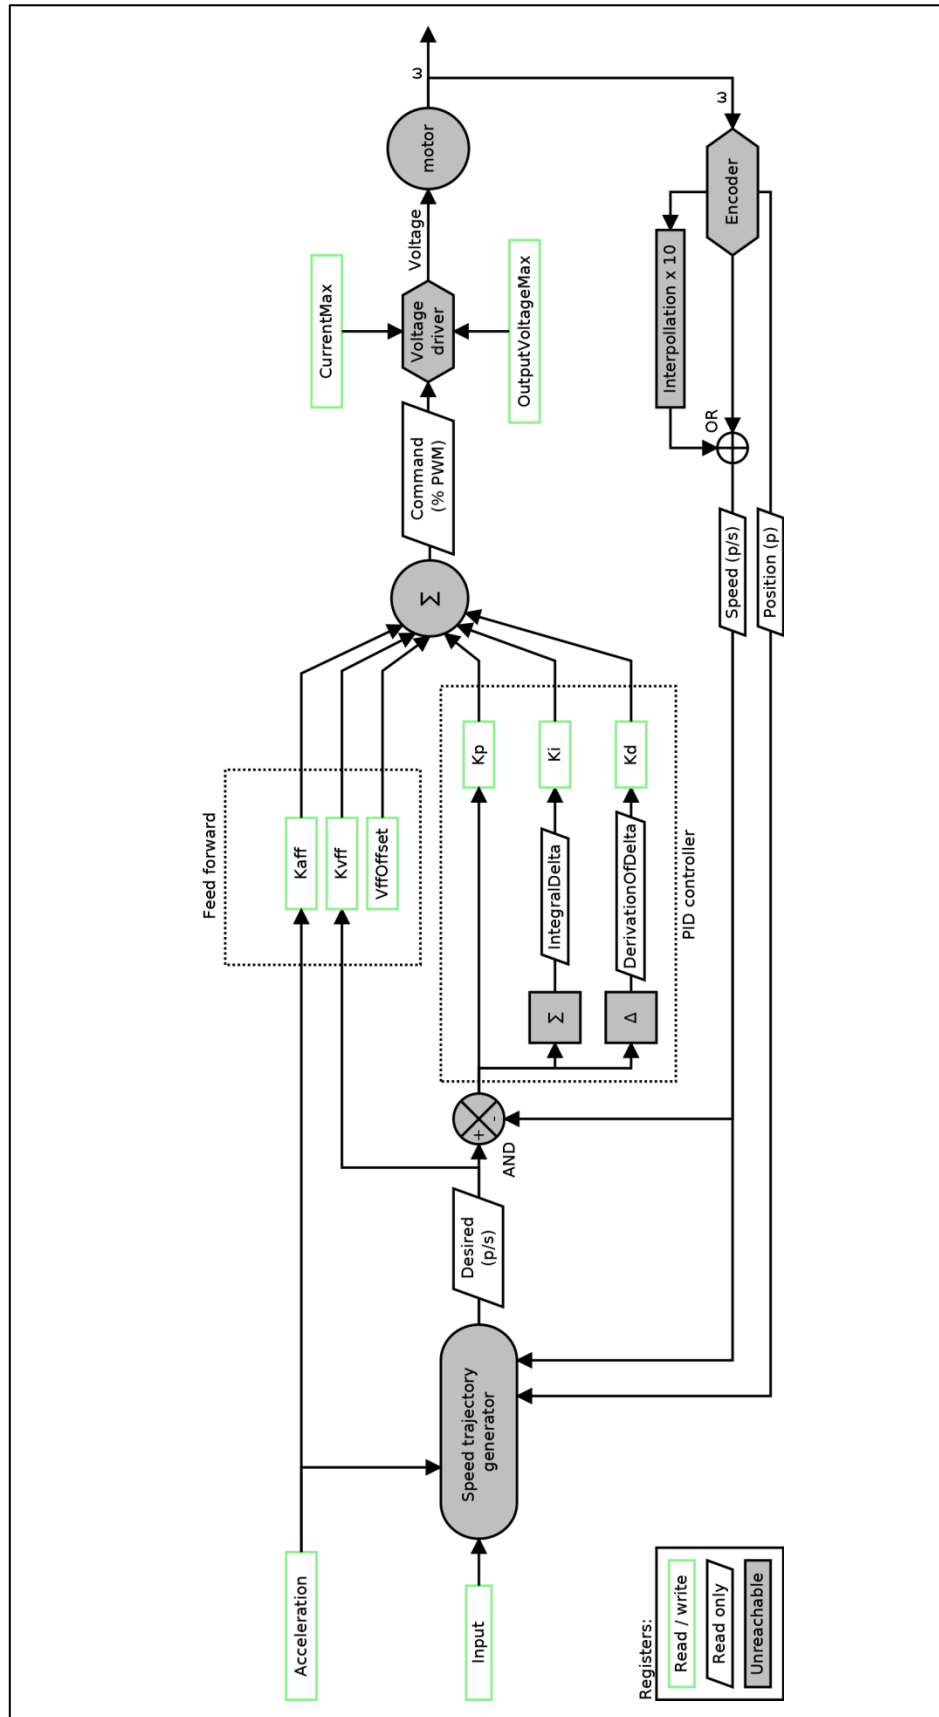 Acceleration
Input
Speed trajectory
generator
Desired
(p/s)
AND
+
-
Feed forward
Kaff
Kvff
VffOffset
Σ
Δ
IntegralDelta
DerivationOfDelta
Kp
Ki
Kd
PID controller
Σ
Command
(% PWM)
CurrentMax
Voltage
driver
OutputVoltageMax
Voltage
motor
ω
ω
Encoder
Interpollation x 10
OR
Speed (p/s)
Position (p)
Registers:
Read / write
Read only
Unreachable